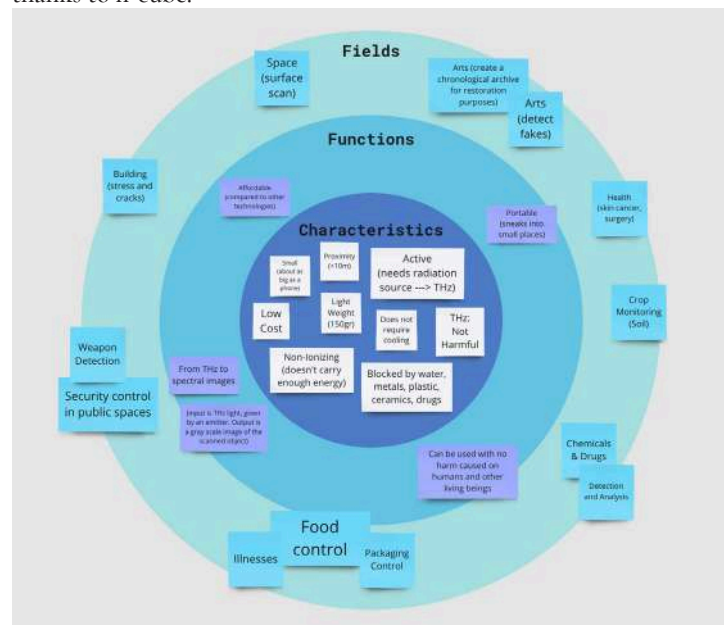 thanks to n-cube.
Fields
Space
(surface
scan)
Arts (create a
chronological archive
for restoration
purposes)
Arts
(detect
fakes)
Functions
Building
(stress and
cracks)
Affordable
(compared to other
technologies)
Portable
(sneaks into
small places)
Health
(skin cancer,
surgery)
Characteristics
Small
(about as
big as a
phone)
Proximity
(<10m)
Active
(needs radiation
source ---> THz)
Low
Cost
Light
Weight
(150gr)
Does not
require
cooling
THz:
Not
Harmful
Crop
Monitoring
(Soil)
Weapon
Detection
Security control
in public spaces
From THz to
spectral images
Non-Ionizing
(doesn't carry
enough energy)
Blocked by water,
metals, plastic,
ceramics, drugs
(input is THz light, given
by an emitter. Output is
a gray scale image of the
scanned object)
Can be used with no
harm caused on
humans and other
living beings
Chemicals
& Drugs
Detection
and Analysis
Food
control
Illnesses
Packaging
Control